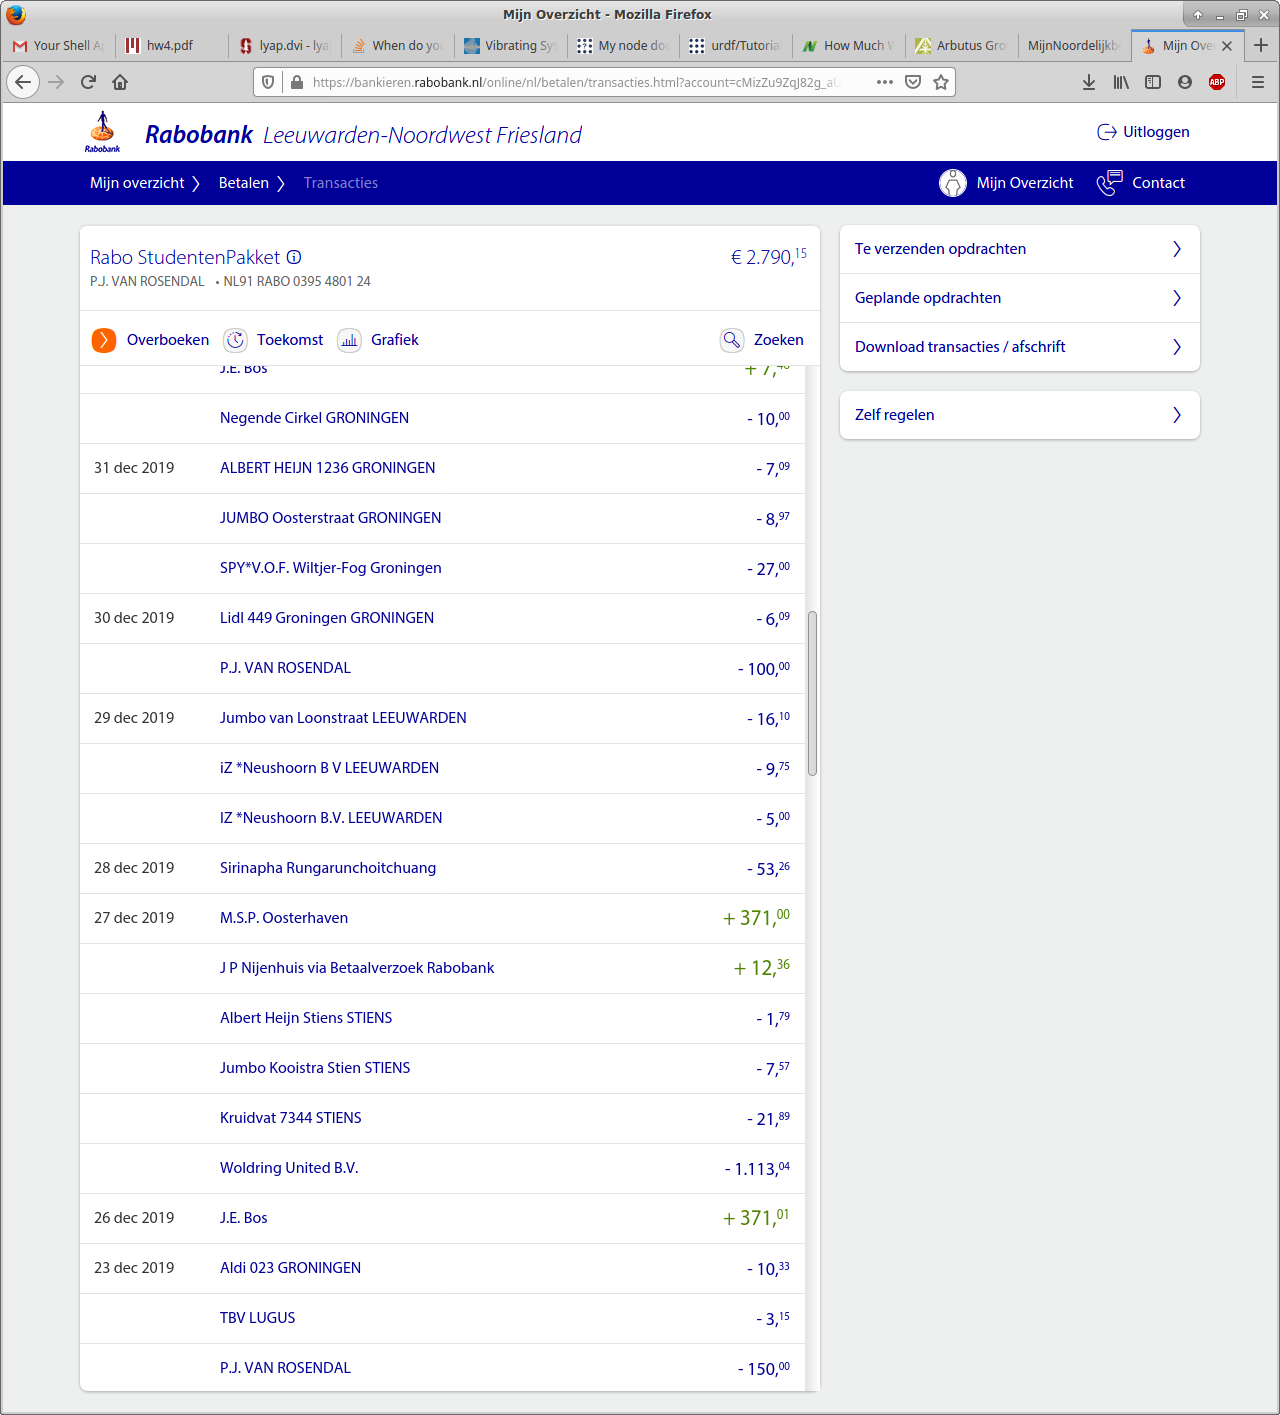 Mijn Overzicht - Mozilla Firefox
Your Shell A
hw4.pdf
lyap.dvi - lya
When do yo
Vibrating Sy
My node do
urdf/Tutoria
How Much W
Arbutus Gro
MijnNoordelijkb
Mijn Ove
https://bankieren.rabobank.nl/online/nl/betalen/transacties.html?account=cMizZu9ZqJ82g_
ABP
Rabobank
Rabobank Leeuwarden-Noordwest Friesland
Uitloggen
Mijn overzicht
Betalen
Transacties
Mijn Overzicht
Contact
Rabo StudentenPakket
€ 2.790,15
P.J. VAN ROSENDAL • NL91 RABO 0395 4801 24
Overboeken
Toekomst
Grafiek
Zoeken
J.E. Bos + 7,46
Negende Cirkel GRONINGEN - 10,00
31 dec 2019 ALBERT HEIJN 1236 GRONINGEN - 7,09
JUMBO Oosterstraat GRONINGEN - 8,97
SPY*V.O.F. Wiltjer-Fog Groningen - 27,00
30 dec 2019 Lidl 449 Groningen GRONINGEN - 6,09
P.J. VAN ROSENDAL - 100,00
29 dec 2019 Jumbo van Loonstraat LEEUWARDEN - 16,10
iZ *Neushoorn B V LEEUWARDEN - 9,75
IZ *Neushoorn B.V. LEEUWARDEN - 5,00
28 dec 2019 Sirinapha Rungarunchoitchuang - 53,26
27 dec 2019 M.S.P. Oosterhaven + 371,00
J P Nijenhuis via Betaalverzoek Rabobank + 12,36
Albert Heijn Stiens STIENS - 1,79
Jumbo Kooistra Stien STIENS - 7,57
Kruidvat 7344 STIENS - 21,89
Woldring United B.V. - 1.113,04
26 dec 2019 J.E. Bos + 371,01
23 dec 2019 Aldi 023 GRONINGEN - 10,33
TBV LUGUS - 3,15
P.J. VAN ROSENDAL - 150,00
Te verzenden opdrachten
Geplande opdrachten
Download transacties / afschrift
Zelf regelen